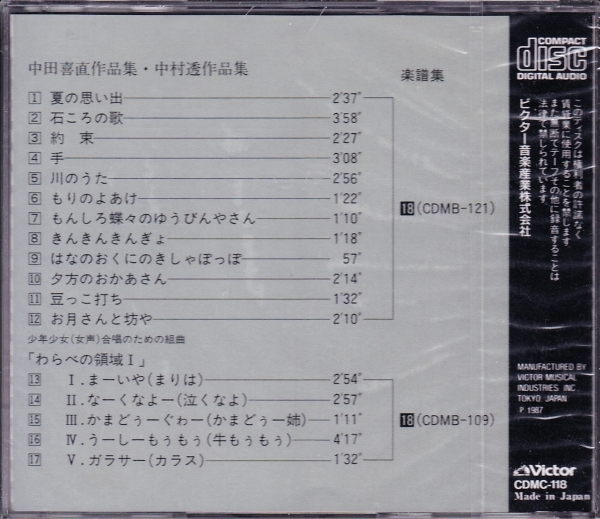 中田喜直作品集・中村透作品集
楽譜集
1 夏の思い出 2'37"
2 石ころの歌 3'58"
3 約 束 2'27"
4 手 3'08"
5 川のうた 2'56"
6 もりのよあけ 1'22"
7 もんしろ蝶々のゆうびんやさん 1'10"
8 きんきんきんぎょ 1'18"
9 はなのおくにのきしゃぽっぽ 57"
10 夕方のおかあさん 2'14"
11 豆っこ打ち 1'32"
12 お月さんと坊や 2'10"
18 (CDMB-121)
少年少女(女声)合唱のための組曲
「わらべの領域Ⅰ」
13 Ⅰ.まーいや(まりは) 2'54"
14 Ⅱ.なーくなよー(泣くなよ) 2'57"
15 Ⅲ.かまどぅーぐゎー(かまどぅー姉) 1'11"
16 Ⅳ.うーしーもぅもぅ(牛もぅもぅ) 4'17"
17 Ⅴ.ガラサー(カラス) 1'32"
18 (CDMB-109)
COMPACT
disc
DIGITAL AUDIO
このディスクは権利者の許諾なく
賃貸業に使用することを禁じます
また無断でテープその他に録音することは
法律で禁じられています。
ビクター音楽産業株式会社
MANUFACTURED BY
VICTOR MUSICAL
INDUSTRIES, INC.
TOKYO, JAPAN
P 1987
Victor
CDMC-118
Made in Japan